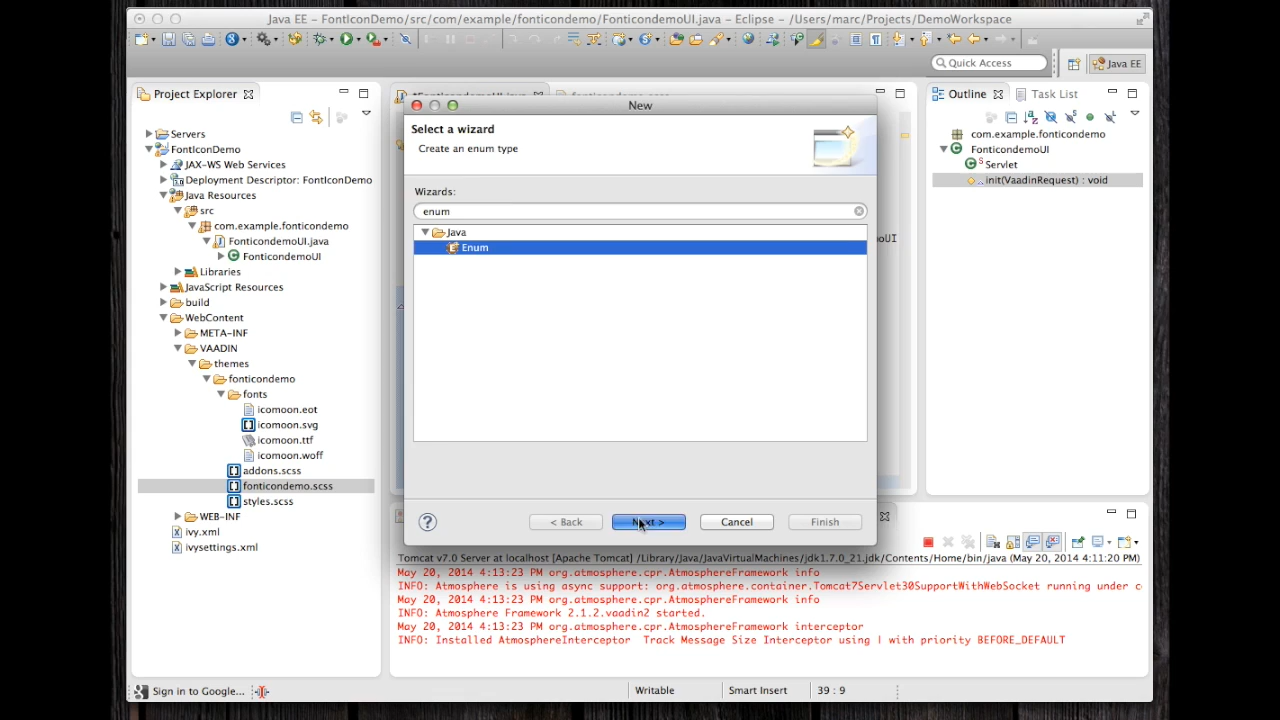 Java EE – FontIconDemo/src/com/example/fonticondemo/FonticondemoUI.java – Eclipse – /Users/marc/Projects/DemoWorkspace
Quick Access
Java EE
Project Explorer
Servers
FontIconDemo
JAX-WS Web Services
Deployment Descriptor: FontIconDemo
Java Resources
src
com.example.fonticondemo
FonticondemoUI.java
FonticondemoUI
Libraries
JavaScript Resources
build
WebContent
META-INF
VAADIN
themes
fonticondemo
fonts
icomoon.eot
icomoon.svg
icomoon.ttf
icomoon.woff
addons.scss
fonticondemo.scss
styles.scss
WEB-INF
ivy.xml
ivysettings.xml
New
Select a wizard
Create an enum type
Wizards:
enum
Java
Enum
< Back
Next >
Cancel
Finish
Outline
Task List
com.example.fonticondemo
FonticondemoUI
Servlet
init(VaadinRequest) : void
Tomcat v7.0 Server at localhost [Apache Tomcat] /Library/Java/JavaVirtualMachines/jdk1.7.0_21.jdk/Contents/Home/bin/java (May 20, 2014 4:11:20 PM)
May 20, 2014 4:13:23 PM org.atmosphere.cpr.AtmosphereFramework info
INFO: Atmosphere is using async support: org.atmosphere.container.Tomcat7Servlet30SupportWithWebSocket running under c
May 20, 2014 4:13:23 PM org.atmosphere.cpr.AtmosphereFramework info
INFO: Atmosphere Framework 2.1.2.vaadin2 started.
May 20, 2014 4:13:23 PM org.atmosphere.cpr.AtmosphereFramework interceptor
INFO: Installed AtmosphereInterceptor  Track Message Size Interceptor using | with priority BEFORE_DEFAULT
Sign in to Google...
Writable
Smart Insert
39 : 9